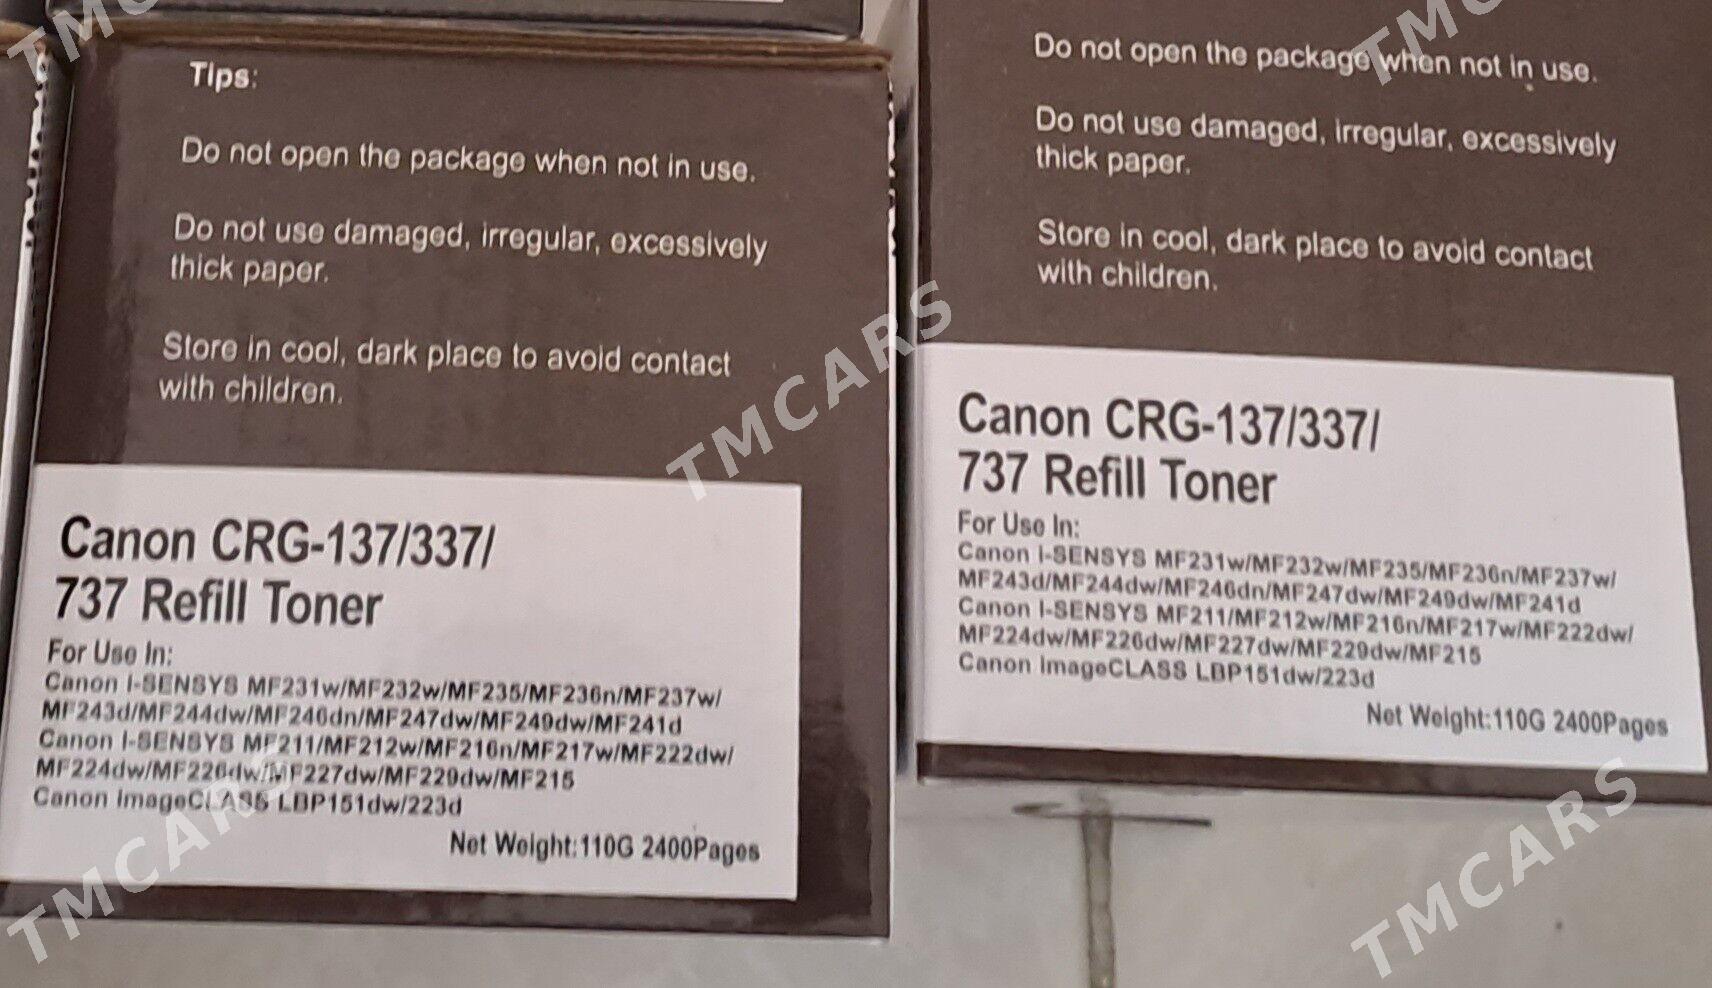 Tips:
Do not open the package when not in use.
Do not use damaged, irregular, excessively
thick paper.
Store in cool, dark place to avoid contact
with children.
Canon CRG-137/337/
737 Refill Toner
For Use In:
Canon I-SENSYS MF231w/MF232w/MF235/MF236n/MF237w/
MF243d/MF244dw/MF246dn/MF247dw/MF249dw/MF241d
Canon I-SENSYS MF211/MF212w/MF216n/MF217w/MF222dw/
MF224dw/MF226dw/MF227dw/MF229dw/MF215
Canon imageCLASS LBP151dw/223d
Net Weight:110G 2400Pages
Do not open the package when not in use.
Do not use damaged, irregular, excessively
thick paper.
Store in cool, dark place to avoid contact
with children.
Canon CRG-137/337/
737 Refill Toner
For Use In:
Canon I-SENSYS MF231w/MF232w/MF235/MF236n/MF237w/
MF243d/MF244dw/MF246dn/MF247dw/MF249dw/MF241d
Canon I-SENSYS MF211/MF212w/MF216n/MF217w/MF222dw/
MF224dw/MF226dw/MF227dw/MF229dw/MF215
Canon imageCLASS LBP151dw/223d
Net Weight:110G 2400Pages
TMCARS
TMCARS
TMCARS
TMCARS
TMC